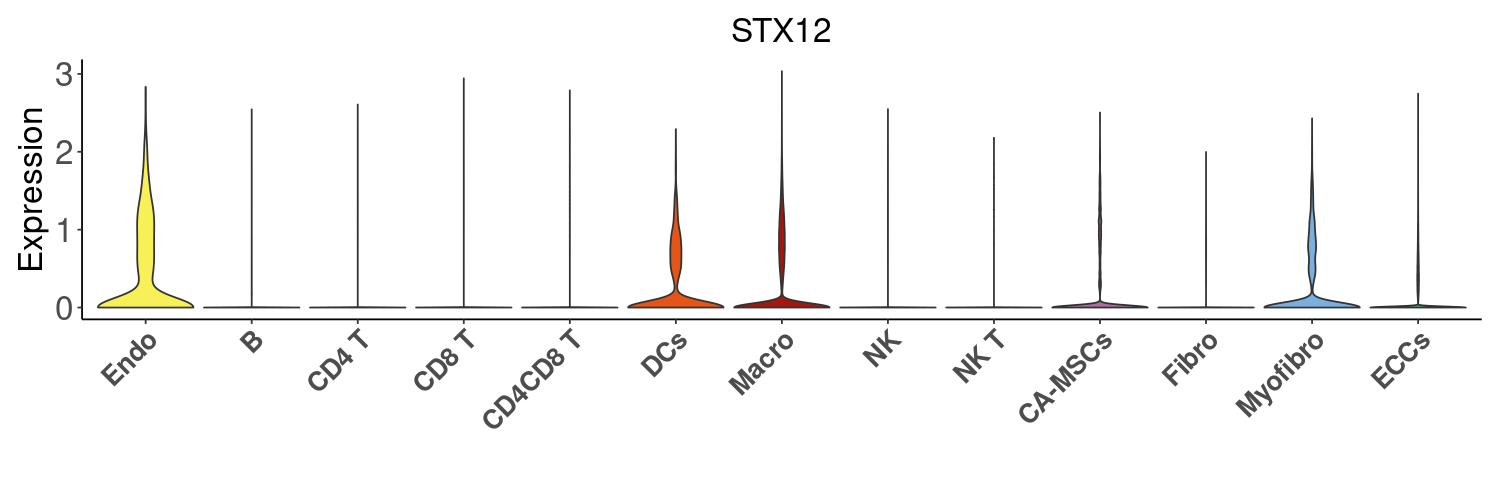 STX12
Expression
3
2
1
0
Endo
B
CD4 T
CD8 T
CD4CD8 T
DCs
Macro
NK
NK T
CA-MSCs
Fibro
Myofibro
ECCs